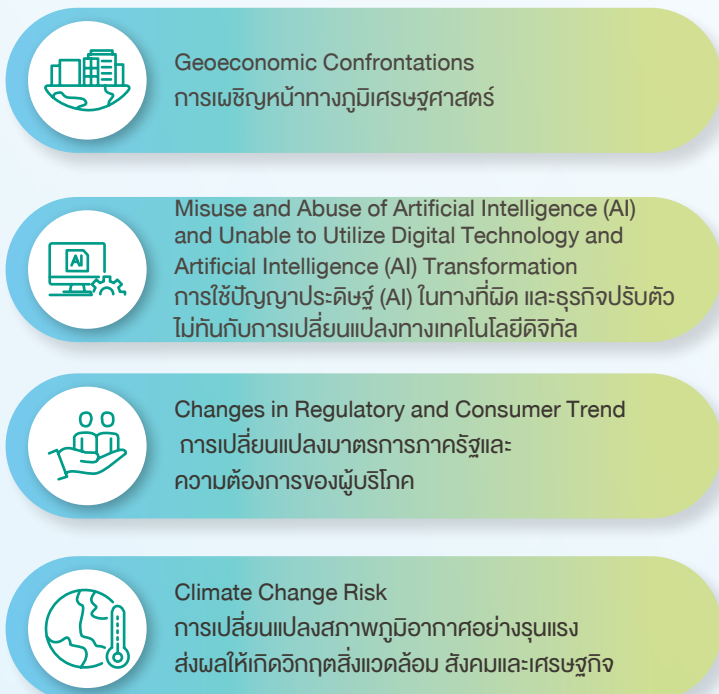 Geoeconomic Confrontations
การเผชิญหน้าทางภูมิเศรษฐศาสตร์
Misuse and Abuse of Artificial Intelligence (AI)
and Unable to Utilize Digital Technology and
Artificial Intelligence (AI) Transformation
การใช้ปัญญาประดิษฐ์ (AI) ในทางที่ผิด และธุรกิจปรับตัว
ไม่ทันกับการเปลี่ยนแปลงทางเทคโนโลยีดิจิทัล
AI
Changes in Regulatory and Consumer Trend
การเปลี่ยนแปลงมาตรการภาครัฐและ
ความต้องการของผู้บริโภค
Climate Change Risk
การเปลี่ยนแปลงสภาพภูมิอากาศอย่างรุนแรง
ส่งผลให้เกิดวิกฤตสิ่งแวดล้อม สังคมและเศรษฐกิจ